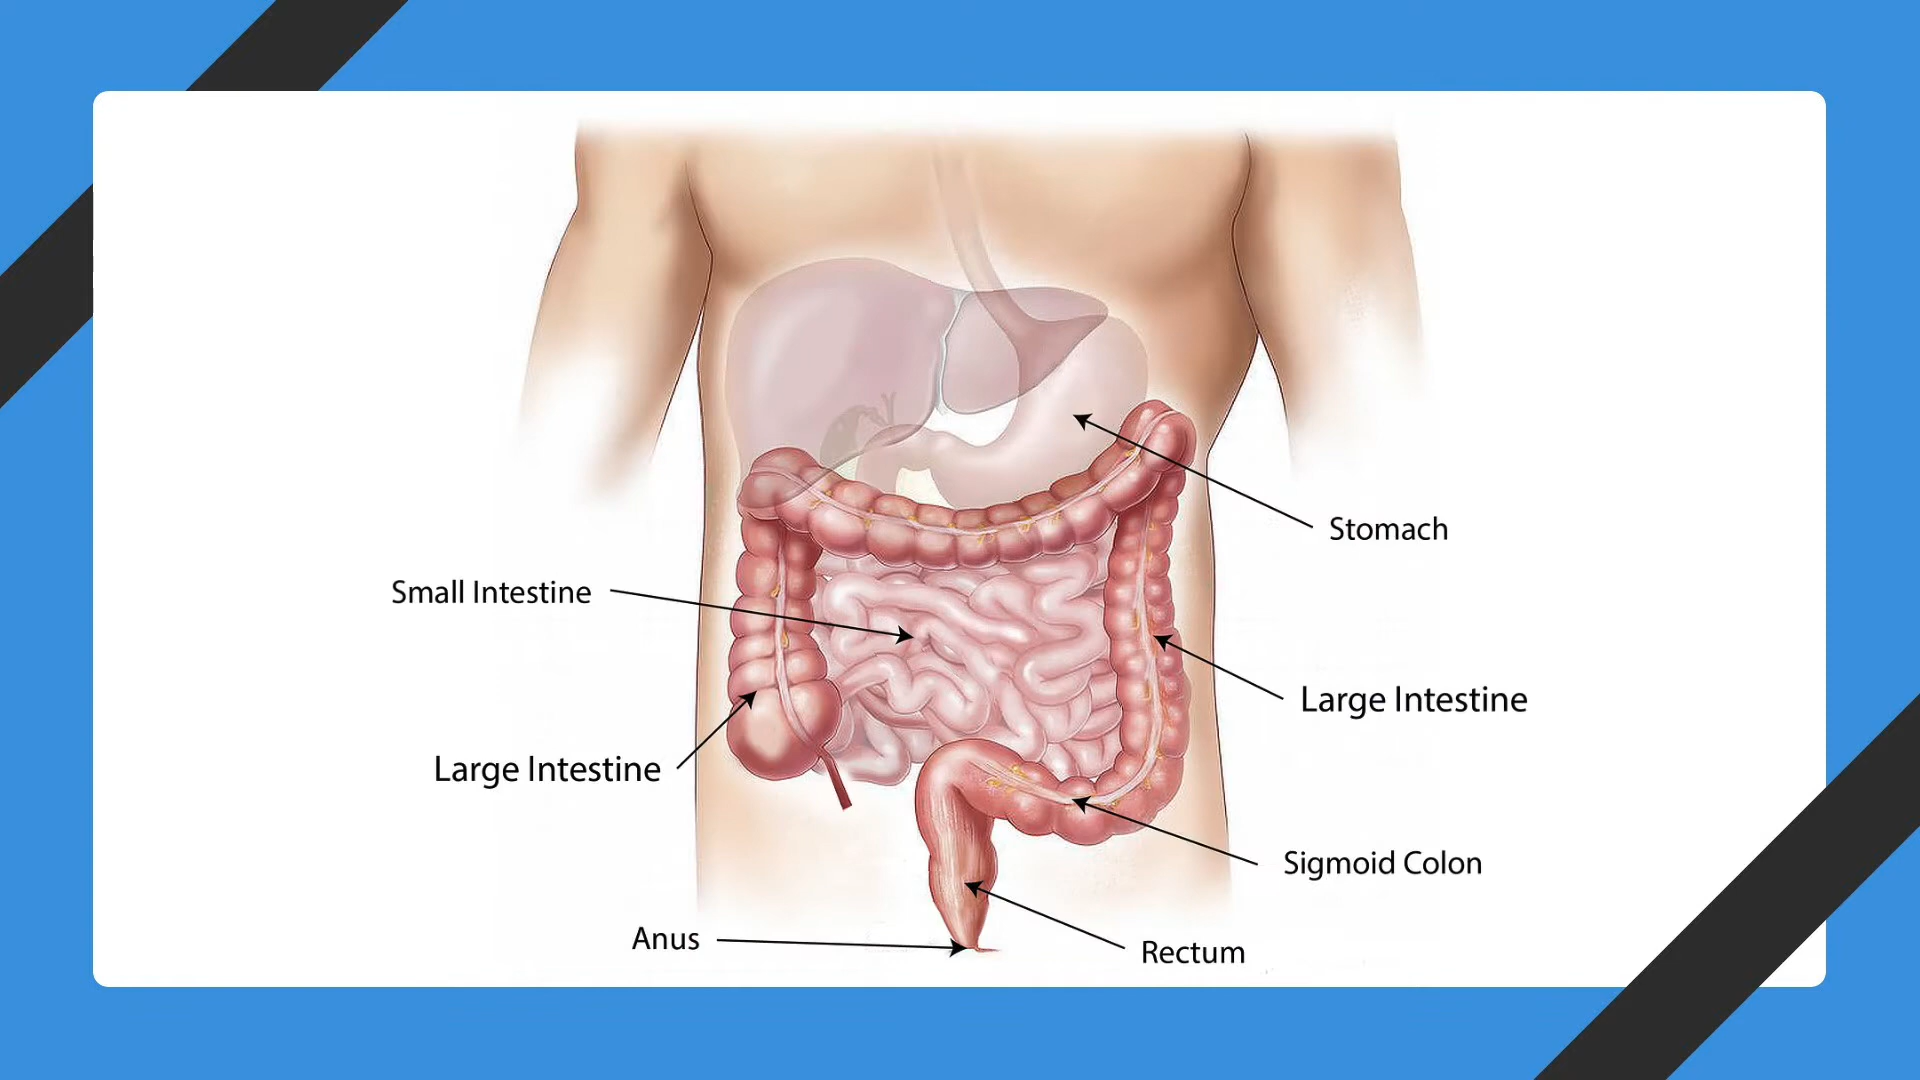 Stomach
Small Intestine
Large Intestine
Large Intestine
Sigmoid Colon
Anus
Rectum